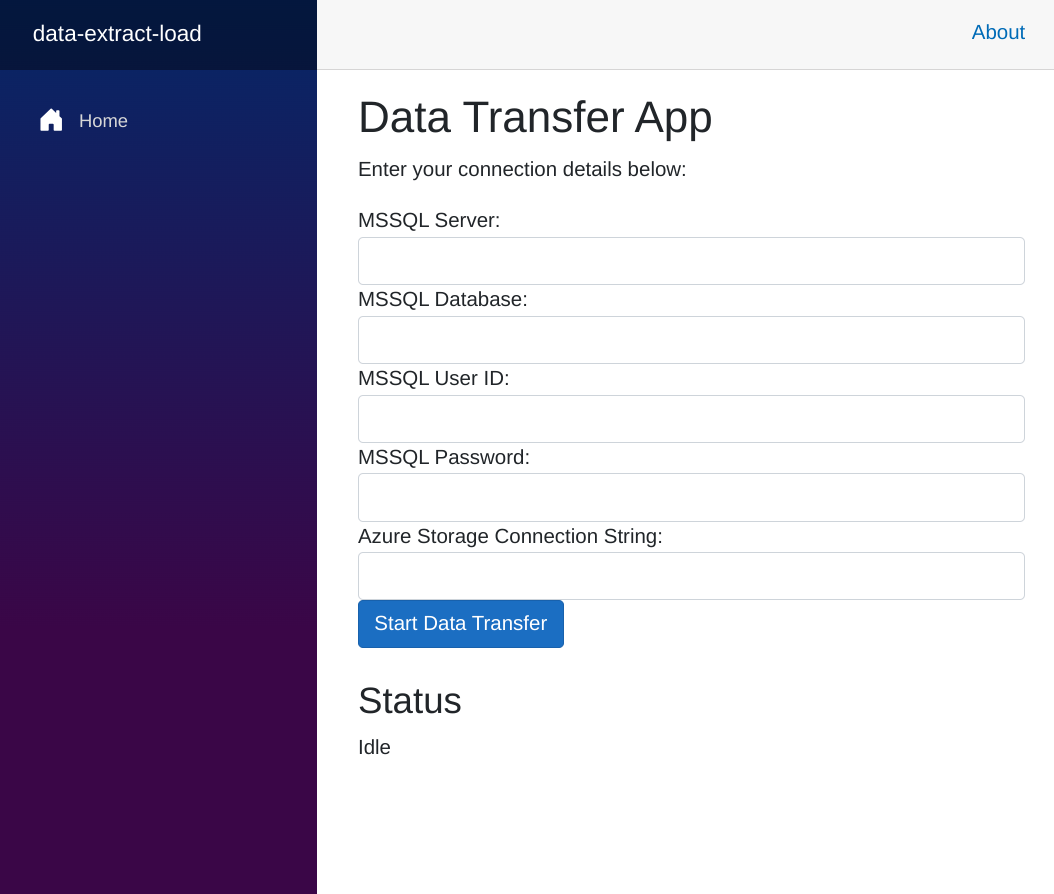 data-extract-load
About
Home
Data Transfer App
Enter your connection details below:
MSSQL Server:
MSSQL Database:
MSSQL User ID:
MSSQL Password:
Azure Storage Connection String:
Start Data Transfer
Status
Idle